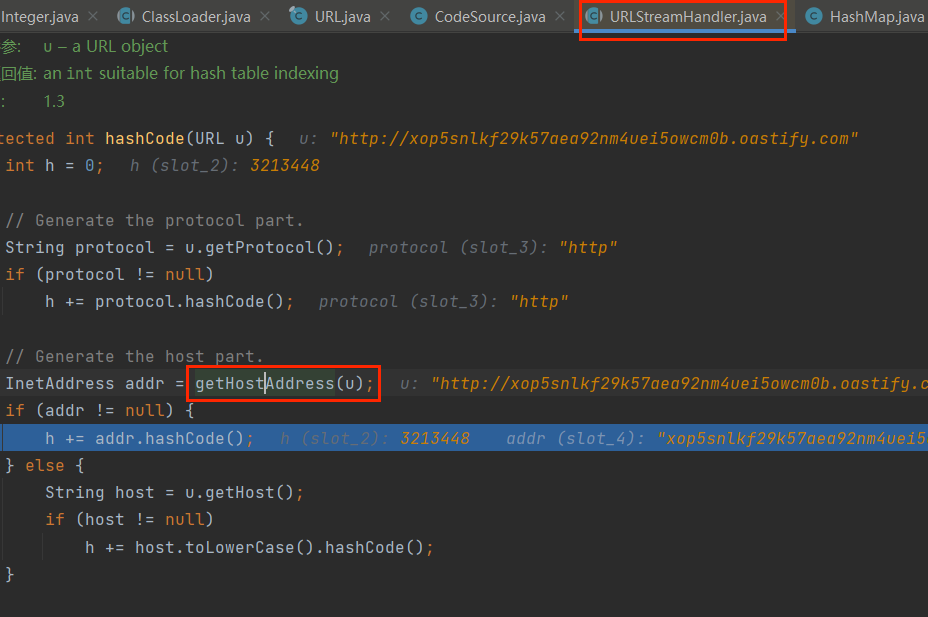 Integer.java × ClassLoader.java × URL.java × CodeSource.java × URLStreamHandler.java × HashMap.java
参: u – a URL object
回值: an int suitable for hash table indexing
: 1.3
tected int hashCode(URL u) { u: "http://xop5snlkf29k57aea92nm4uei5owcm0b.oastify.com"
int h = 0; h (slot_2): 3213448
// Generate the protocol part.
String protocol = u.getProtocol(); protocol (slot_3): "http"
if (protocol != null)
h += protocol.hashCode(); protocol (slot_3): "http"
// Generate the host part.
InetAddress addr = getHostAddress(u); u: "http://xop5snlkf29k57aea92nm4uei5owcm0b.oastify.c
if (addr != null) {
h += addr.hashCode(); h (slot_2): 3213448 addr (slot_4): "xop5snlkf29k57aea92nm4uei5
} else {
String host = u.getHost();
if (host != null)
h += host.toLowerCase().hashCode();
}